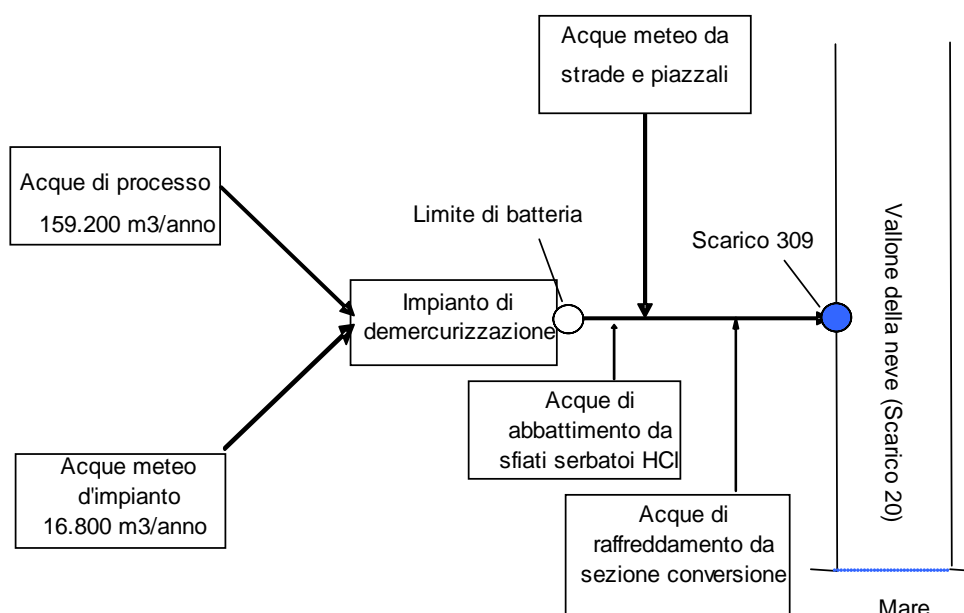 Acque meteo da
strade e piazzali
Acque di processo
159.200 m3/anno
Limite di batteria
Scarico 309
Vallone della neve (Scarico 20)
Impianto di
demercurizzazione
Acque di
abbattimento da
sfiati serbatoi HCl
Acque meteo
d'impianto
16.800 m3/anno
Acque di
raffreddamento da
sezione conversione
Mare